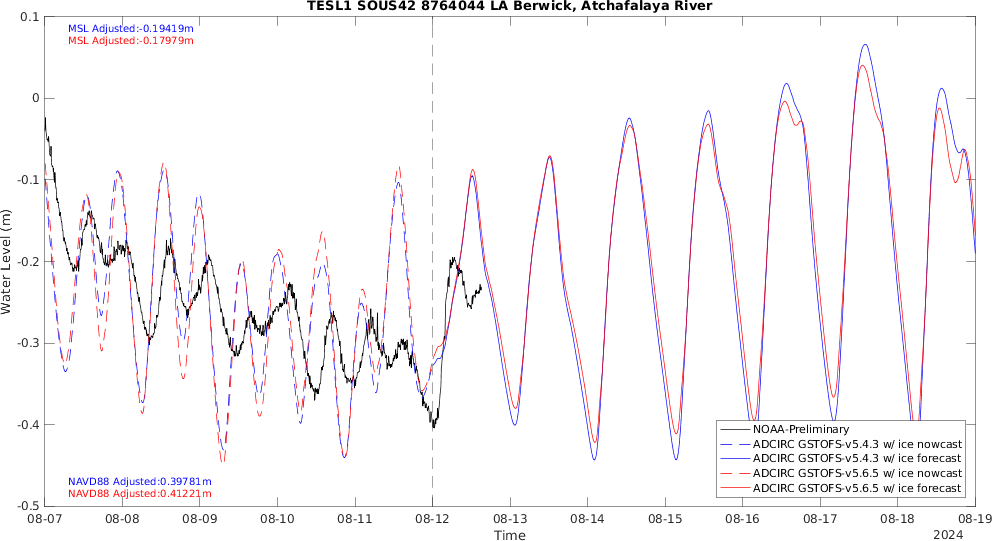 TESL1 SOUS42 8764044 LA Berwick, Atchafalaya River
MSL Adjusted:-0.19419m
MSL Adjusted:-0.17979m
0.1
0
-0.1
-0.2
-0.3
-0.4
-0.5
Water Level (m)
NAVD88 Adjusted:0.39781m
NAVD88 Adjusted:0.41221m
NOAA-Preliminary
ADCIRC GSTOFS-v5.4.3 w/ ice nowcast
ADCIRC GSTOFS-v5.4.3 w/ ice forecast
ADCIRC GSTOFS-v5.6.5 w/ ice nowcast
ADCIRC GSTOFS-v5.6.5 w/ ice forecast
08-07 08-08 08-09 08-10 08-11 08-12 08-13 08-14 08-15 08-16 08-17 08-18 08-19
Time
2024